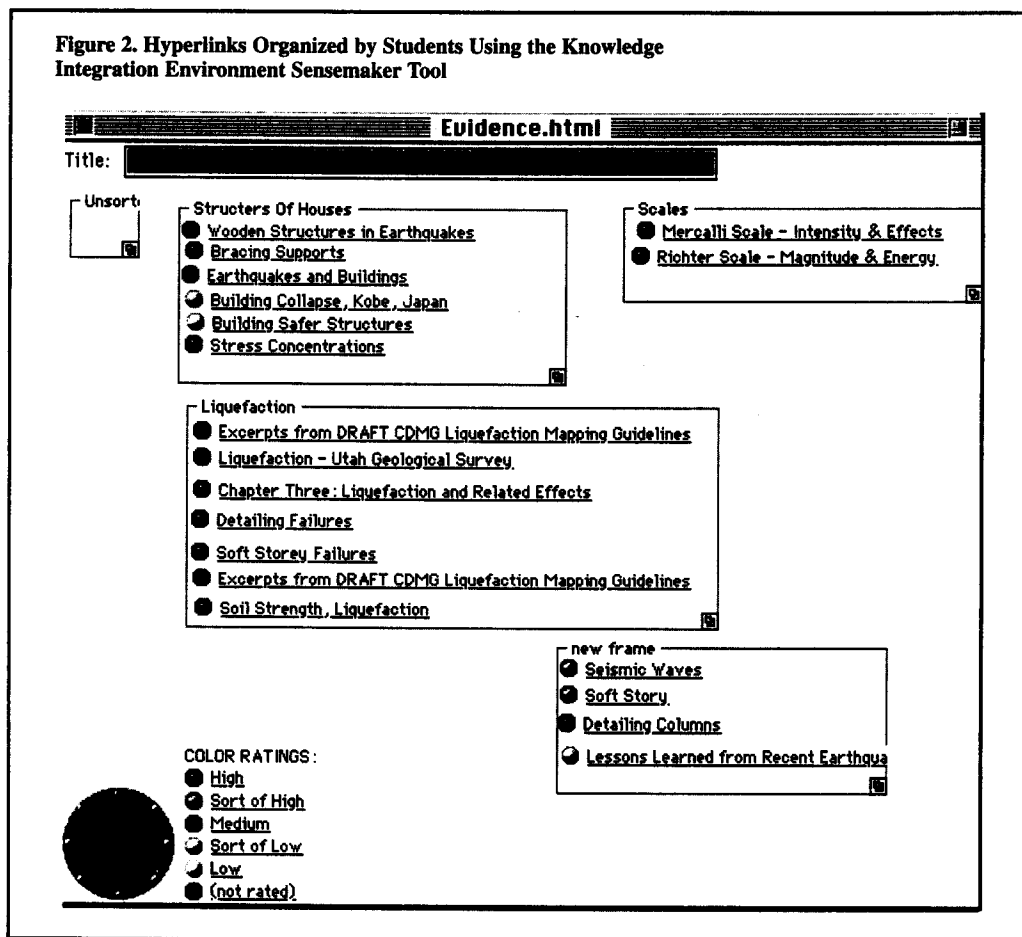 Figure 2. Hyperlinks Organized by Students Using the Knowledge
Integration Environment Sensemaker Tool
Evidence.html
Title:
Unsort
Structers Of Houses
Wooden Structures in Earthquakes
Bracing Supports
Earthquakes and Buildings
Building Collapse, Kobe, Japan
Building Safer Structures
Stress Concentrations
Scales
Mercalli Scale - Intensity & Effects
Richter Scale - Magnitude & Energy
Liquefaction
Excerpts from DRAFT CDMG Liquefaction Mapping Guidelines
Liquefaction - Utah Geological Survey
Chapter Three: Liquefaction and Related Effects
Detailing Failures
Soft Storey Failures
Excerpts from DRAFT CDMG Liquefaction Mapping Guidelines
Soil Strength, Liquefaction
new frame
Seismic Waves
Soft Story
Detailing Columns
Lessons Learned from Recent Earthqua
COLOR RATINGS:
High
Sort of High
Medium
Sort of Low
Low
(not rated)